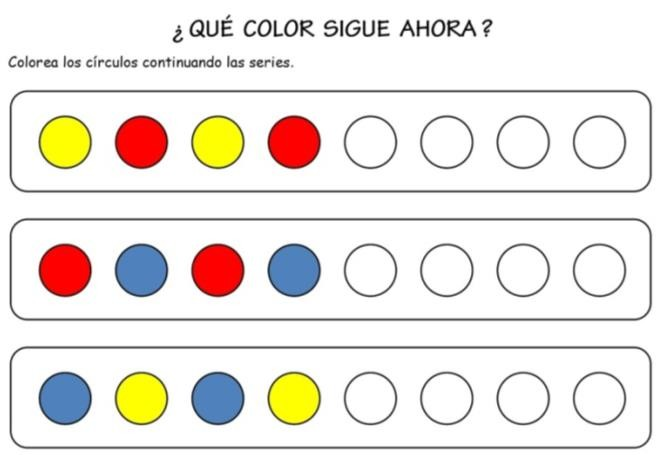 ¿ QUÉ COLOR SIGUE AHORA ?
Colorea los círculos continuando las series.